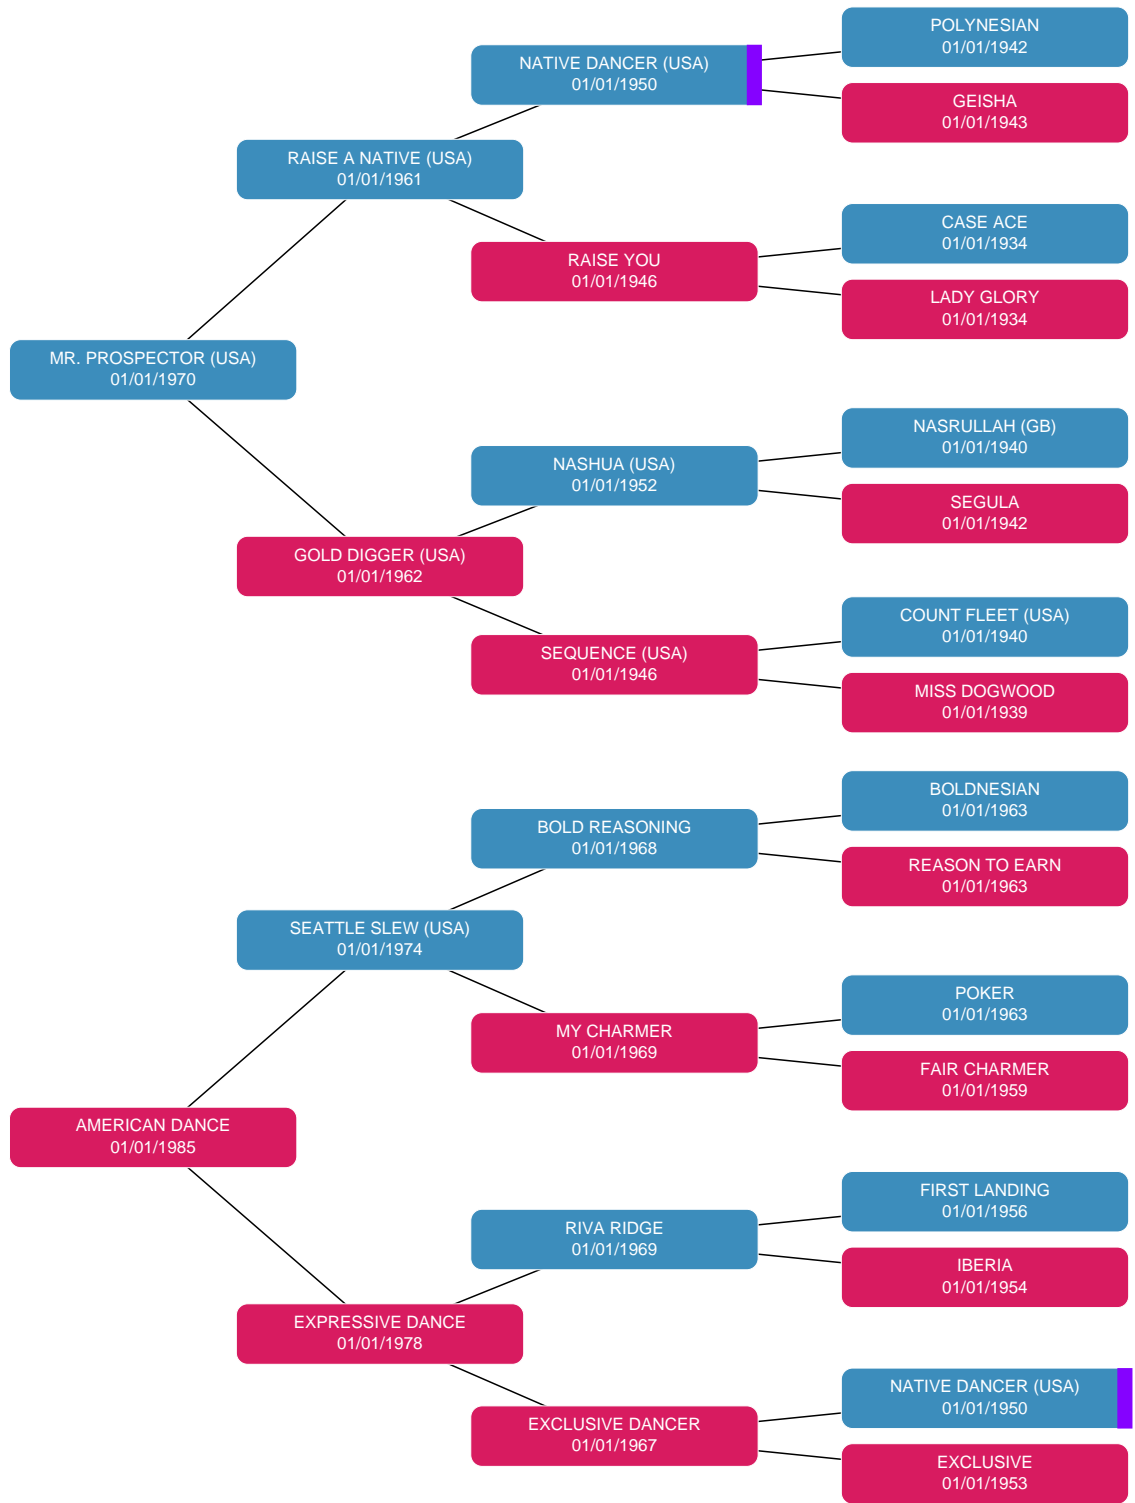 POLYNESIAN
01/01/1942
NATIVE DANCER (USA)
01/01/1950
GEISHA
01/01/1943
RAISE A NATIVE (USA)
01/01/1961
CASE ACE
01/01/1934
RAISE YOU
01/01/1946
LADY GLORY
01/01/1934
MR. PROSPECTOR (USA)
01/01/1970
NASRULLAH (GB)
01/01/1940
NASHUA (USA)
01/01/1952
SEGULA
01/01/1942
GOLD DIGGER (USA)
01/01/1962
COUNT FLEET (USA)
01/01/1940
SEQUENCE (USA)
01/01/1946
MISS DOGWOOD
01/01/1939
BOLDNESIAN
01/01/1963
BOLD REASONING
01/01/1968
REASON TO EARN
01/01/1963
SEATTLE SLEW (USA)
01/01/1974
POKER
01/01/1963
MY CHARMER
01/01/1969
FAIR CHARMER
01/01/1959
AMERICAN DANCE
01/01/1985
FIRST LANDING
01/01/1956
RIVA RIDGE
01/01/1969
IBERIA
01/01/1954
EXPRESSIVE DANCE
01/01/1978
NATIVE DANCER (USA)
01/01/1950
EXCLUSIVE DANCER
01/01/1967
EXCLUSIVE
01/01/1953